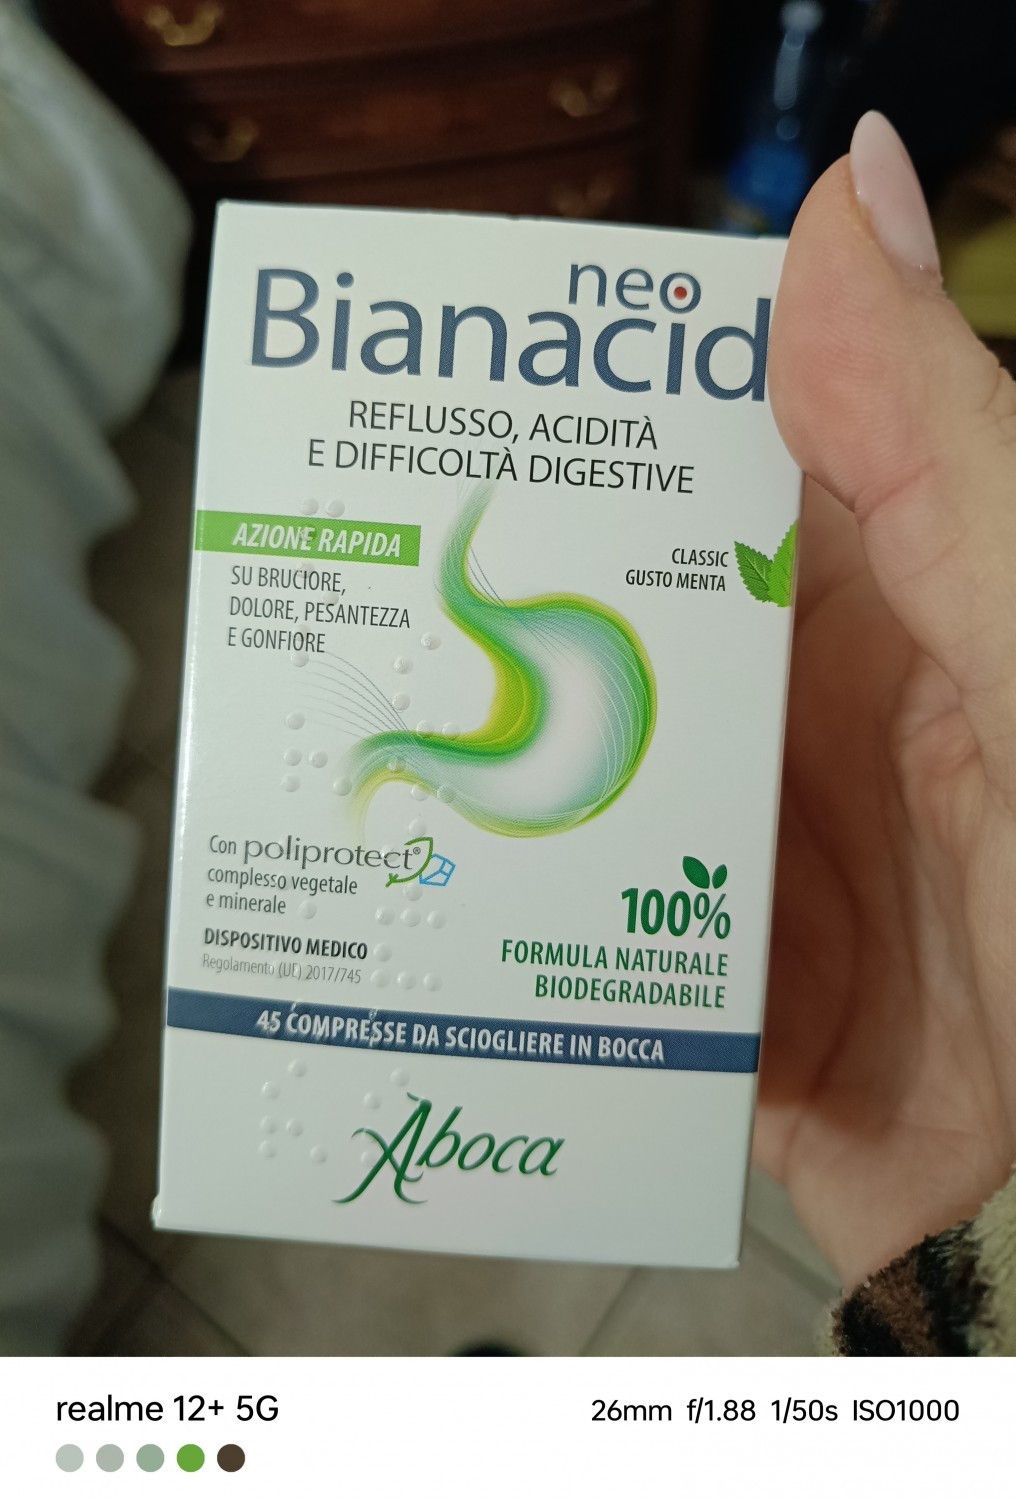 neo
Bianacid
REFLUSSO, ACIDITÀ
E DIFFICOLTÀ DIGESTIVE
AZIONE RAPIDA
SU BRUCIORE,
DOLORE, PESANTEZZA
E GONFIORE
CLASSIC
GUSTO MENTA
Con poliprotect®
complesso vegetale
e minerale
DISPOSITIVO MEDICO
Regolamento (UE) 2017/745
100%
FORMULA NATURALE
BIODEGRADABILE
45 COMPRESSE DA SCIOGLIERE IN BOCCA
Aboca
realme 12+ 5G
26mm f/1.88 1/50s ISO1000